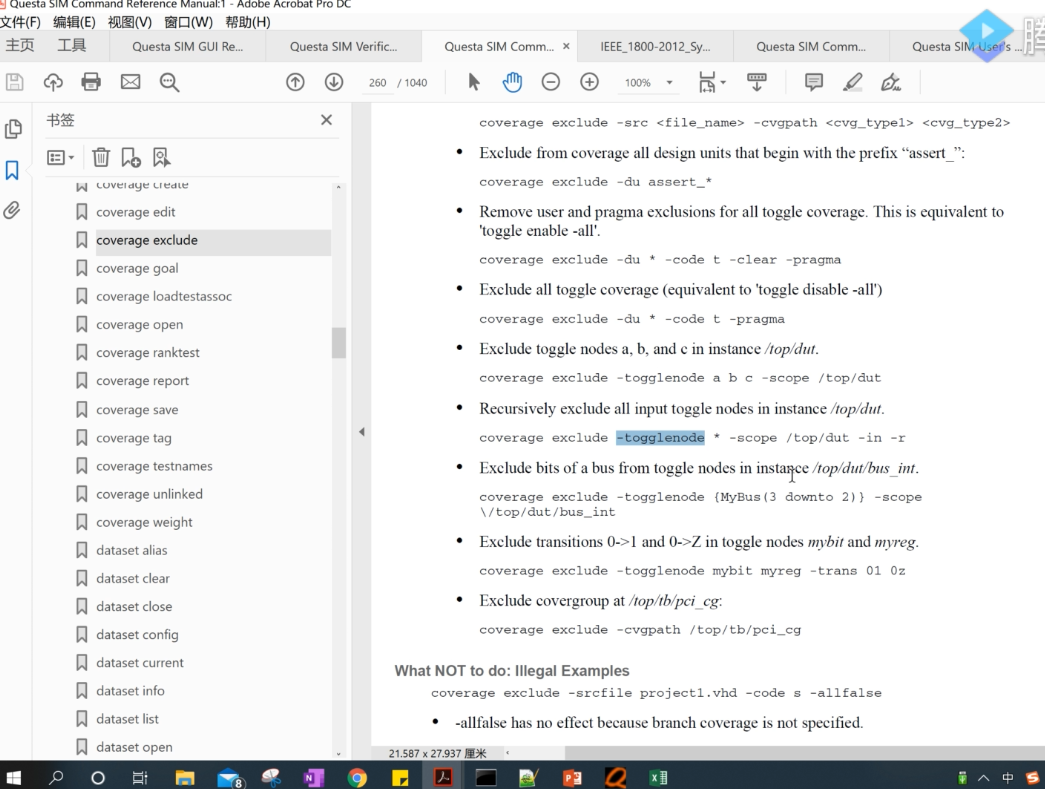 Questa SIM Command Reference Manual:1 - Adobe Acrobat Pro DC
文件(F) 编辑(E) 视图(V) 窗口(W) 帮助(H)
主页 工具 Questa SIM GUI Re... Questa SIM Verific... Questa SIM Comm... × IEEE_1800-2012_Sy... Questa SIM Comm... Questa SIM User's ...
260 / 1040 100%
书签
coverage create
coverage edit
coverage exclude
coverage goal
coverage loadtestassoc
coverage open
coverage ranktest
coverage report
coverage save
coverage tag
coverage testnames
coverage unlinked
coverage weight
dataset alias
dataset clear
dataset close
dataset config
dataset current
dataset info
dataset list
dataset open
coverage exclude -src <file_name> -cvgpath <cvg_type1> <cvg_type2>
• Exclude from coverage all design units that begin with the prefix “assert_”:
coverage exclude -du assert_*
• Remove user and pragma exclusions for all toggle coverage. This is equivalent to
'toggle enable -all'.
coverage exclude -du * -code t -clear -pragma
• Exclude all toggle coverage (equivalent to 'toggle disable -all')
coverage exclude -du * -code t -pragma
• Exclude toggle nodes a, b, and c in instance /top/dut.
coverage exclude -togglenode a b c -scope /top/dut
• Recursively exclude all input toggle nodes in instance /top/dut.
coverage exclude -togglenode * -scope /top/dut -in -r
• Exclude bits of a bus from toggle nodes in instance /top/dut/bus_int.
coverage exclude -togglenode {MyBus(3 downto 2)} -scope
\/top/dut/bus_int
• Exclude transitions 0->1 and 0->Z in toggle nodes mybit and myreg.
coverage exclude -togglenode mybit myreg -trans 01 0z
• Exclude covergroup at /top/tb/pci_cg:
coverage exclude -cvgpath /top/tb/pci_cg
What NOT to do: Illegal Examples
coverage exclude -srcfile project1.vhd -code s -allfalse
• -allfalse has no effect because branch coverage is not specified.
21.587 x 27.937 厘米
8
中